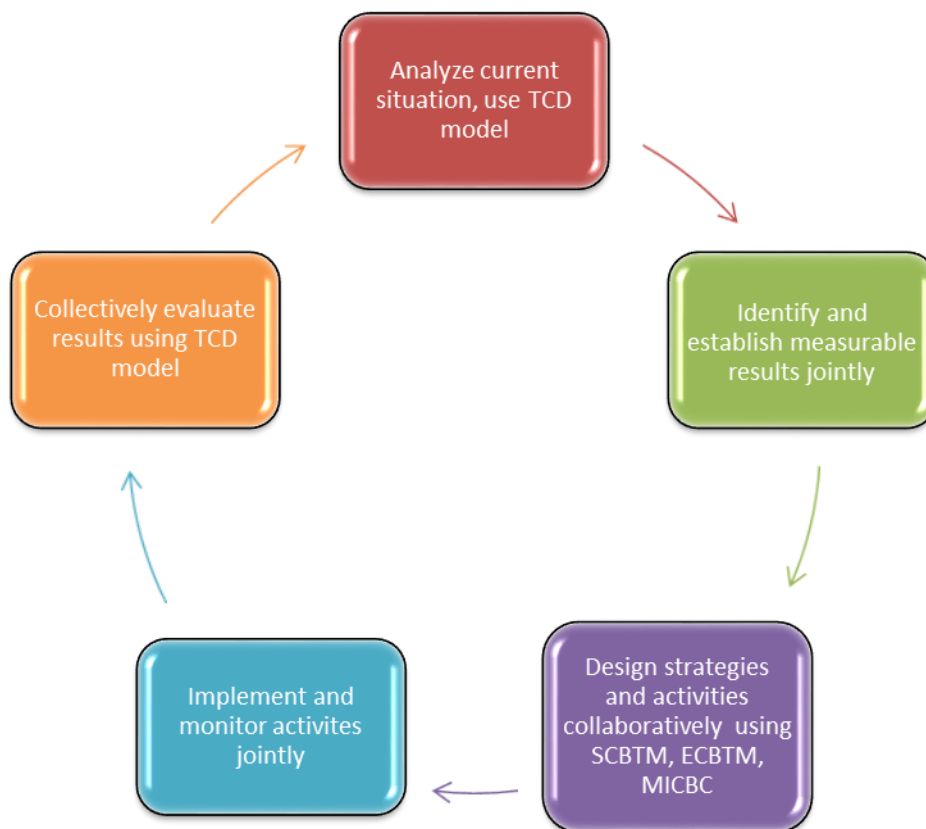 Analyze current
situation, use TCD
model
Identify and
establish measurable
results jointly
Design strategies
and activities
collaboratively using
SCBTM, ECBTM,
MICBC
Implement and
monitor activites
jointly
Collectively evaluate
results using TCD
model